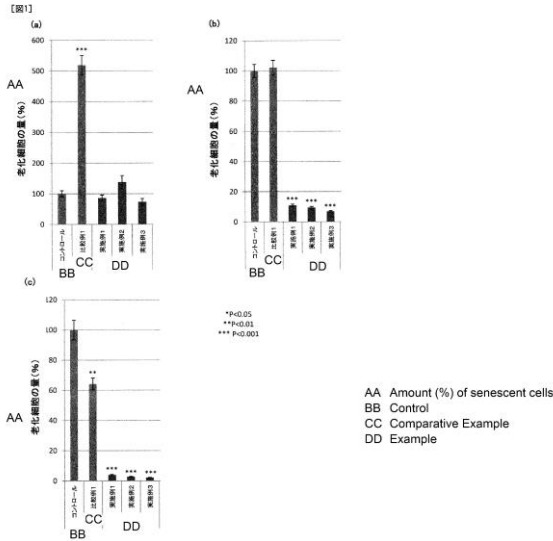 [図1]
(a)
AA
老化細胞の量(%)
600
500
400
300
200
100
0
***
コントロール
比較例1
実施例1
実施例2
実施例3
BB
CC
DD
(b)
AA
老化細胞の量(%)
120
100
80
60
40
20
0
***
***
***
コントロール
比較例1
実施例1
実施例2
実施例3
BB
CC
DD
(c)
AA
老化細胞の量(%)
120
100
80
60
40
20
0
**
***
***
***
コントロール
比較例1
実施例1
実施例2
実施例3
BB
CC
DD
*P<0.05
**P<0.01
*** P<0.001
AA Amount (%) of senescent cells
BB Control
CC Comparative Example
DD Example